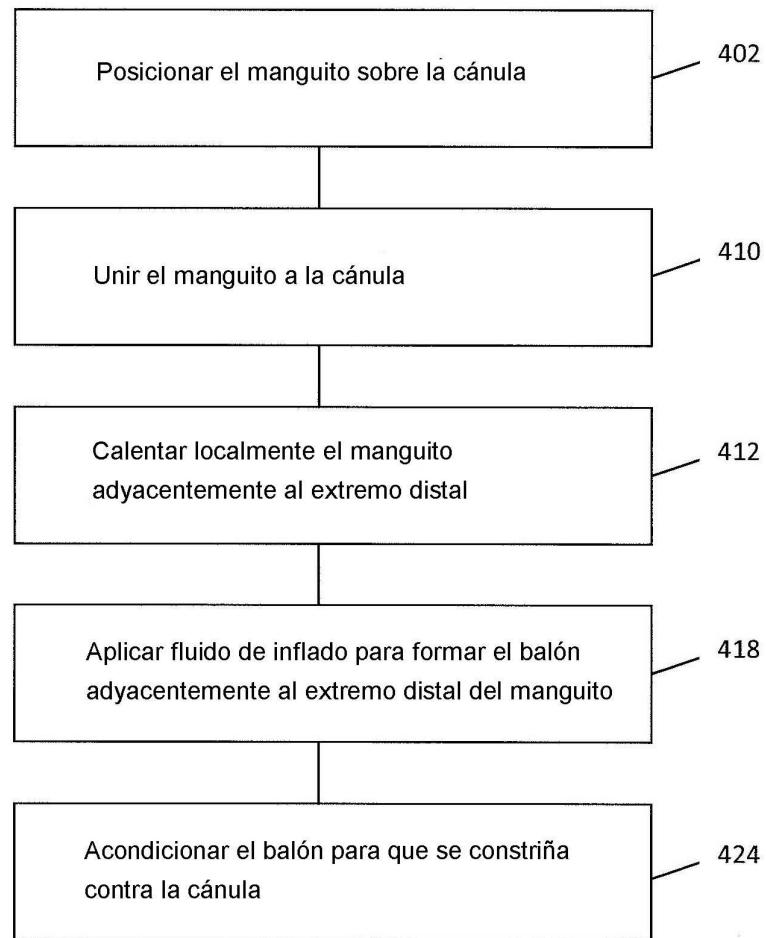 Posicionar el manguito sobre la cánula
402
Unir el manguito a la cánula
410
Calentar localmente el manguito
adyacentemente al extremo distal
412
Aplicar fluido de inflado para formar el balón
adyacentemente al extremo distal del manguito
418
Acondicionar el balón para que se constriña
contra la cánula
424